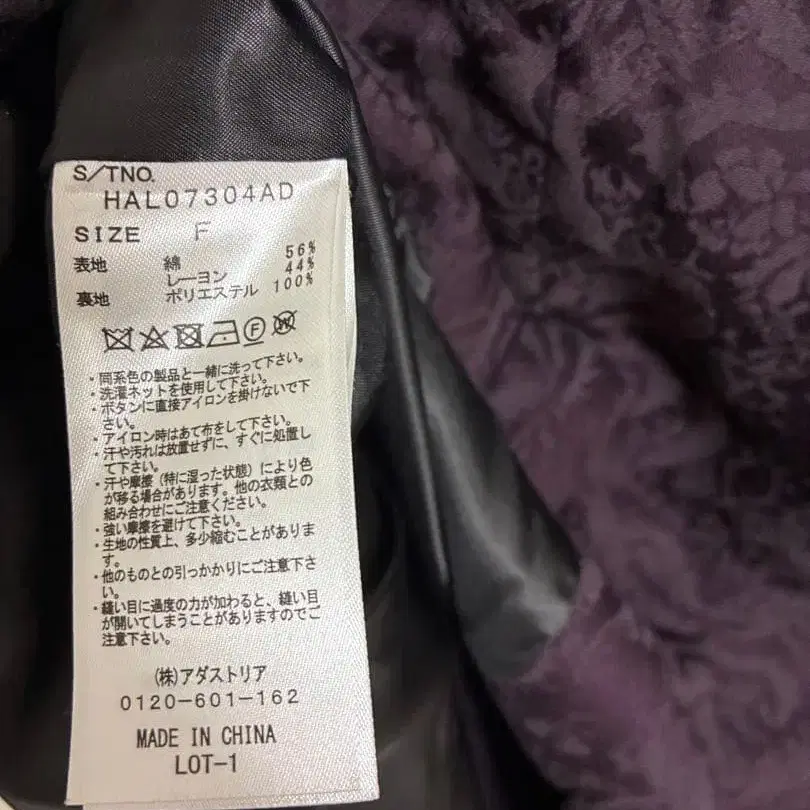 S/TNO.
HAL07304AD
SIZE F
表地 綿 56%
レーヨン 44%
裏地 ポリエステル 100%
F W
・同系色の製品と一緒に洗って下さい。
・洗濯ネットを使用して下さい。
・ボタンに直接アイロンを掛けないで下
さい。
・アイロン時はあて布をして下さい。
・汗や汚れは放置せずに、すぐに処置し
て下さい。
・汗や摩擦（特に湿った状態）により色
が移る場合があります。他の衣類との
組み合わせにご注意ください。
・強い摩擦を避けて下さい。
・生地の性質上、多少縮むことがありま
す。
・他のものとの引っかかりにご注意下さ
い。
・縫い目に過度の力が加わると、縫い目
が開いてしまうことがありますのでご
注意下さい。
(株)アダストリア
0120-601-162
MADE IN CHINA
LOT-1